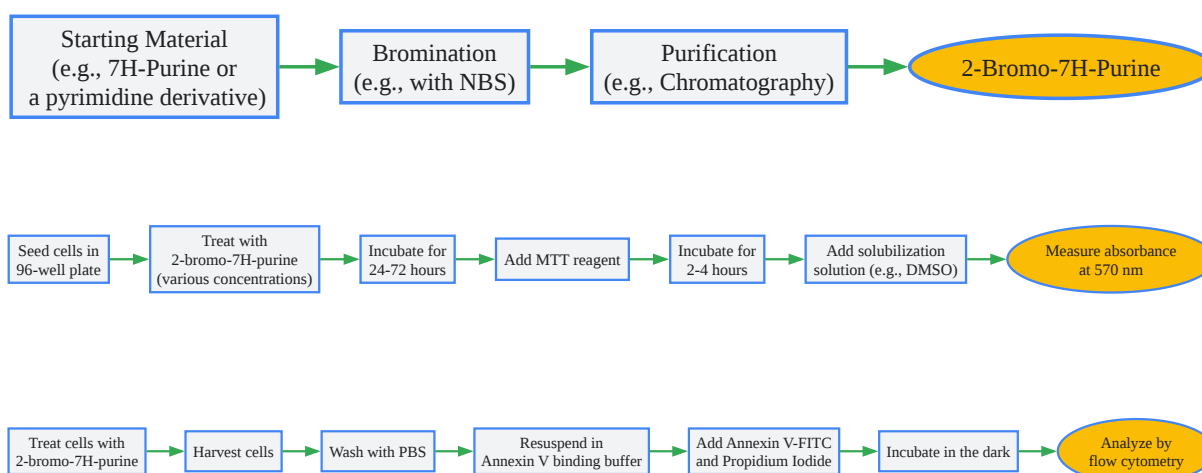 Starting Material
(e.g., 7H-Purine or
a pyrimidine derivative)
Bromination
(e.g., with NBS)
Purification
(e.g., Chromatography)
2-Bromo-7H-Purine
Seed cells in
96-well plate
Treat with
2-bromo-7H-purine
(various concentrations)
Incubate for
24-72 hours
Add MTT reagent
Incubate for
2-4 hours
Add solubilization
solution (e.g., DMSO)
Measure absorbance
at 570 nm
Treat cells with
2-bromo-7H-purine
Harvest cells
Wash with PBS
Resuspend in
Annexin V binding buffer
Add Annexin V-FITC
and Propidium Iodide
Incubate in the dark
Analyze by
flow cytometry